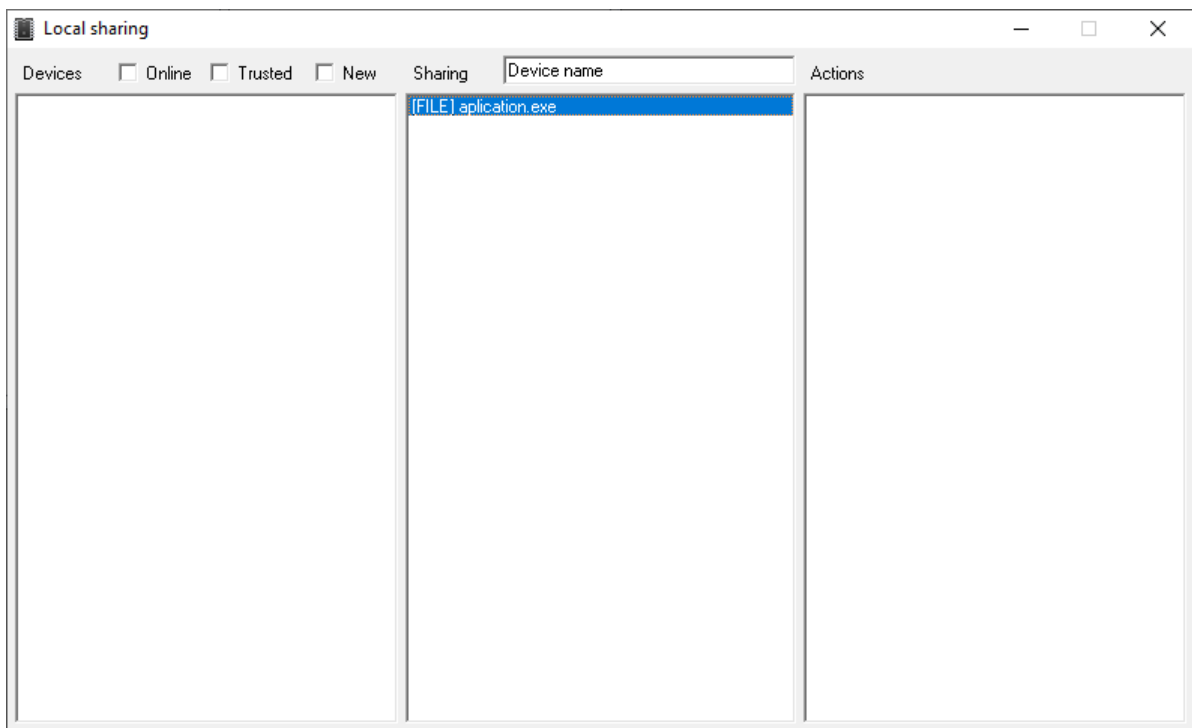 Local sharing
Devices Online Trusted New Sharing Device name Actions
[FILE] aplication.exe